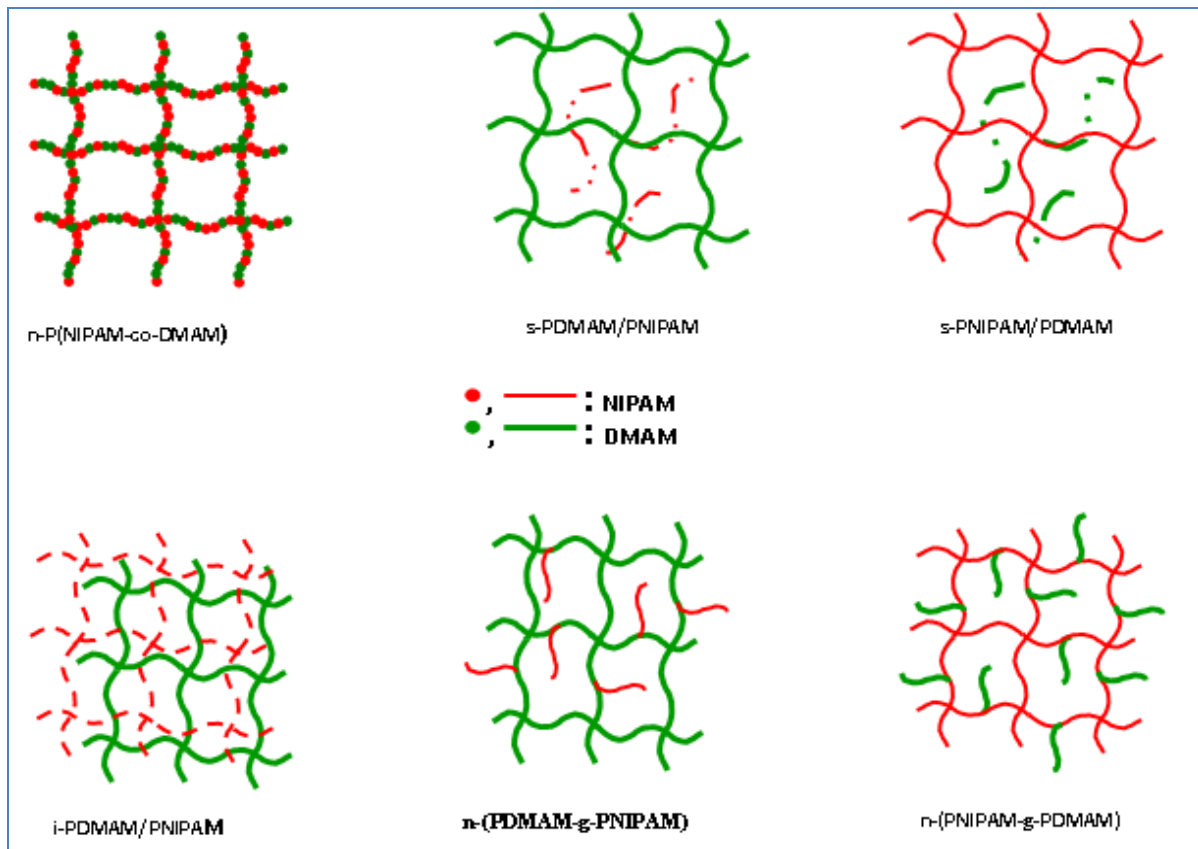 n-P(NIPAM-co-DMAM)
s-PDMAM/PNIPAM
s-PNIPAM/PDMAM
, : NIPAM
, : DMAM
i-PDMAM/PNIPAM
n-(PDMAM-g-PNIPAM)
n-(PNIPAM-g-PDMAM)